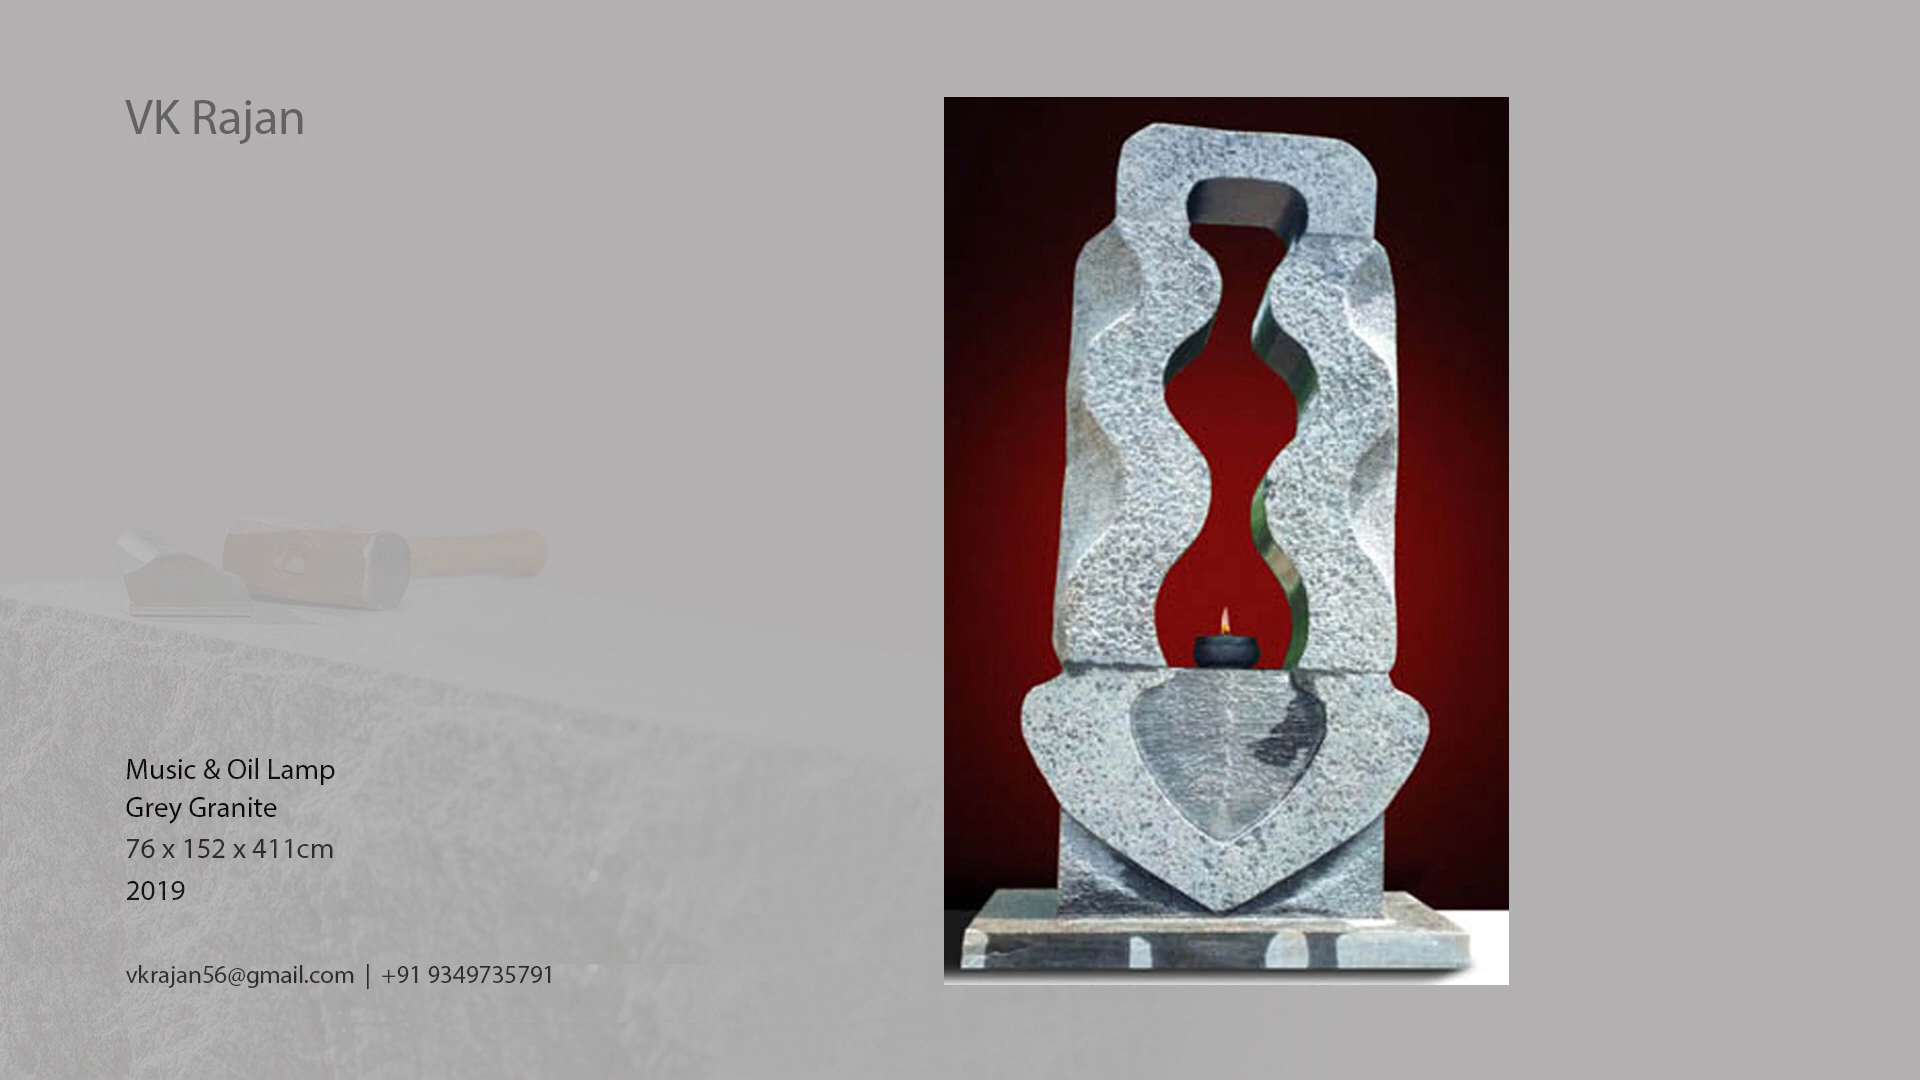 VK Rajan
Music & Oil Lamp
Grey Granite
76 x 152 x 411cm
2019
vkrajan56@gmail.com | +91 9349735791